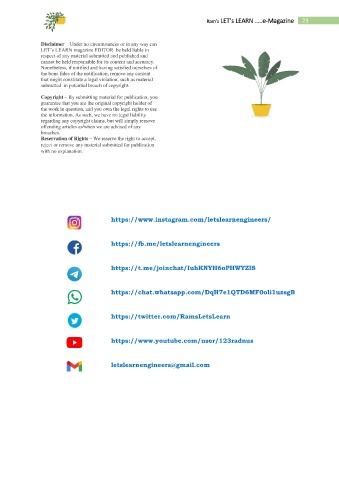 Ram's LET's LEARN .....e-Magazine 23
Disclaimer Under no circumstances or in any way can
LET's LEARN magazine EDITOR be held liable in
respect of any material submitted and published and
cannot be held responsible for its content and accuracy.
Nonetheless, if notified and having satisfied ourselves of
the bona fides of the notification, remove any content
that might constitute a legal violation, such as material
submitted in potential breach of copyright.
Copyright – By submitting material for publication, you
guarantee that you are the original copyright holder of
the work in question, and you own the legal rights to use
the information. As such, we have no legal liability
regarding any copyright claims, but will simply remove
offending articles as/when we are advised of any
breaches.
Reservation of Rights – We reserve the right to accept,
reject or remove any material submitted for publication
with no explanation.
https://www.instagram.com/letslearnengineers/
https://fb.me/letslearnengineers
https://t.me/joinchat/IuhKNYH6oPHWYZlS
https://chat.whatsapp.com/DqH7e1QTD6MF0oli1uzsgB
https://twitter.com/RamsLetsLearn
https://www.youtube.com/user/123radnus
letslearnengineers@gmail.com